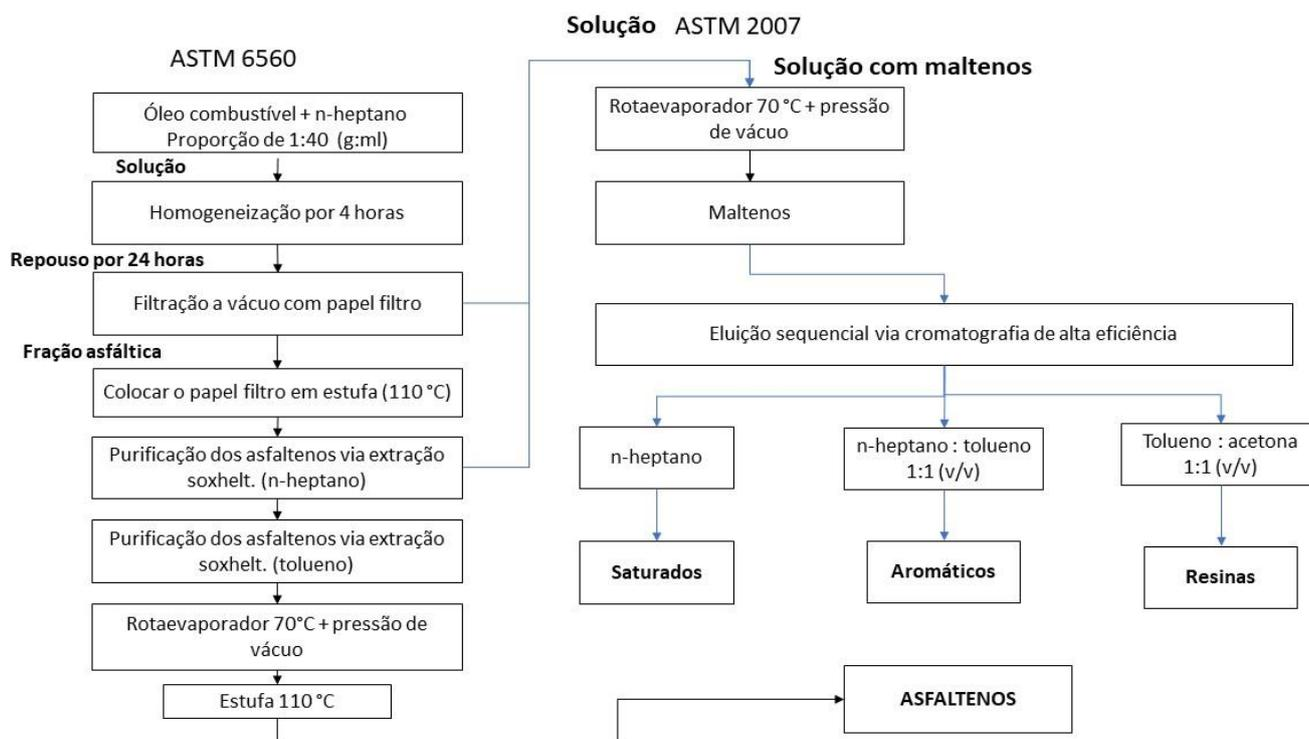 Solução ASTM 2007
ASTM 6560
Solução com maltenos
Óleo combustível + n-heptano
Proporção de 1:40 (g:ml)
Solução
Homogeneização por 4 horas
Repouso por 24 horas
Filtração a vácuo com papel filtro
Fração asfáltica
Colocar o papel filtro em estufa (110 °C)
Purificação dos asfaltenos via extração
soxhelt. (n-heptano)
Purificação dos asfaltenos via extração
soxhelt. (tolueno)
Rotaevaporador 70°C + pressão de
vácuo
Estufa 110 °C
Rotaevaporador 70 °C + pressão
de vácuo
Maltenos
Eluição sequencial via cromatografia de alta eficiência
n-heptano
n-heptano : tolueno
1:1 (v/v)
Tolueno : acetona
1:1 (v/v)
Saturados
Aromáticos
Resinas
ASFALTENOS